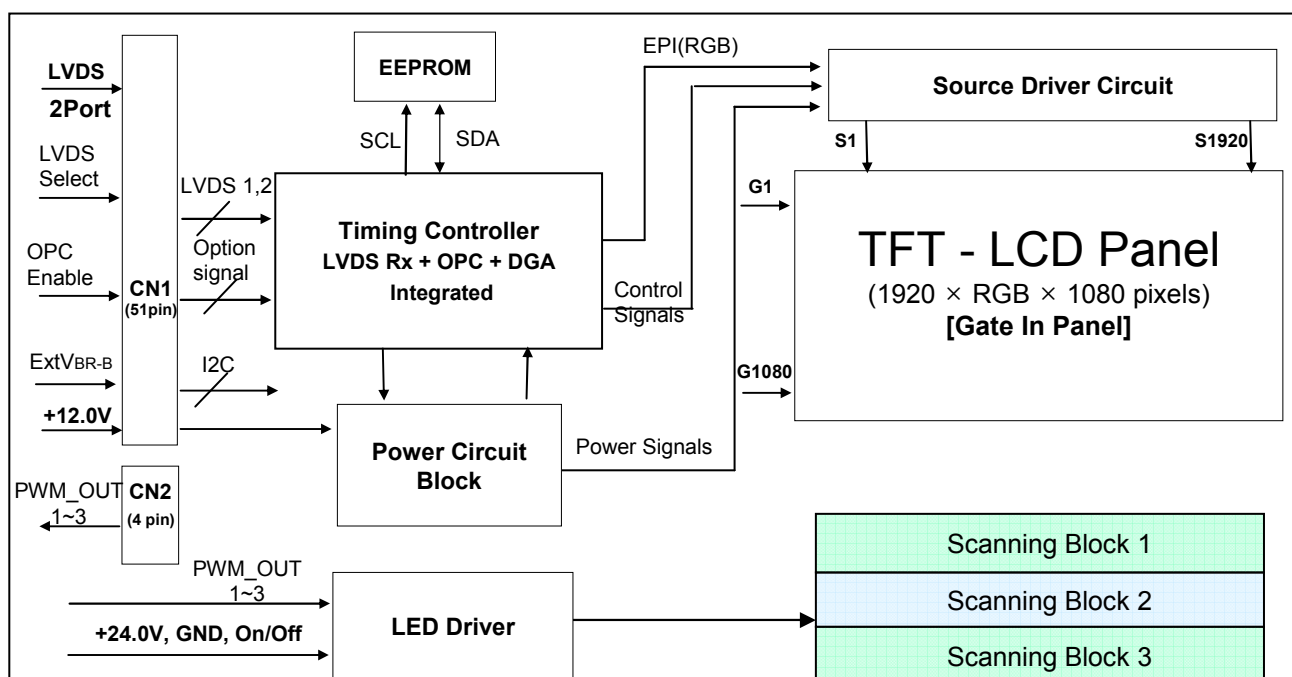 LVDS
2Port
LVDS
Select
OPC
Enable
ExtVBR-B
+12.0V
CN1
(51pin)
LVDS 1,2
Option
signal
I2C
EEPROM
SCL
SDA
Timing Controller
LVDS Rx + OPC + DGA
Integrated
Power Circuit
Block
EPI(RGB)
Control
Signals
Power Signals
Source Driver Circuit
S1
S1920
G1
G1080
TFT - LCD Panel
(1920 × RGB × 1080 pixels)
[Gate In Panel]
PWM_OUT
1~3
CN2
(4 pin)
PWM_OUT
1~3
+24.0V, GND, On/Off
LED Driver
Scanning Block 1
Scanning Block 2
Scanning Block 3